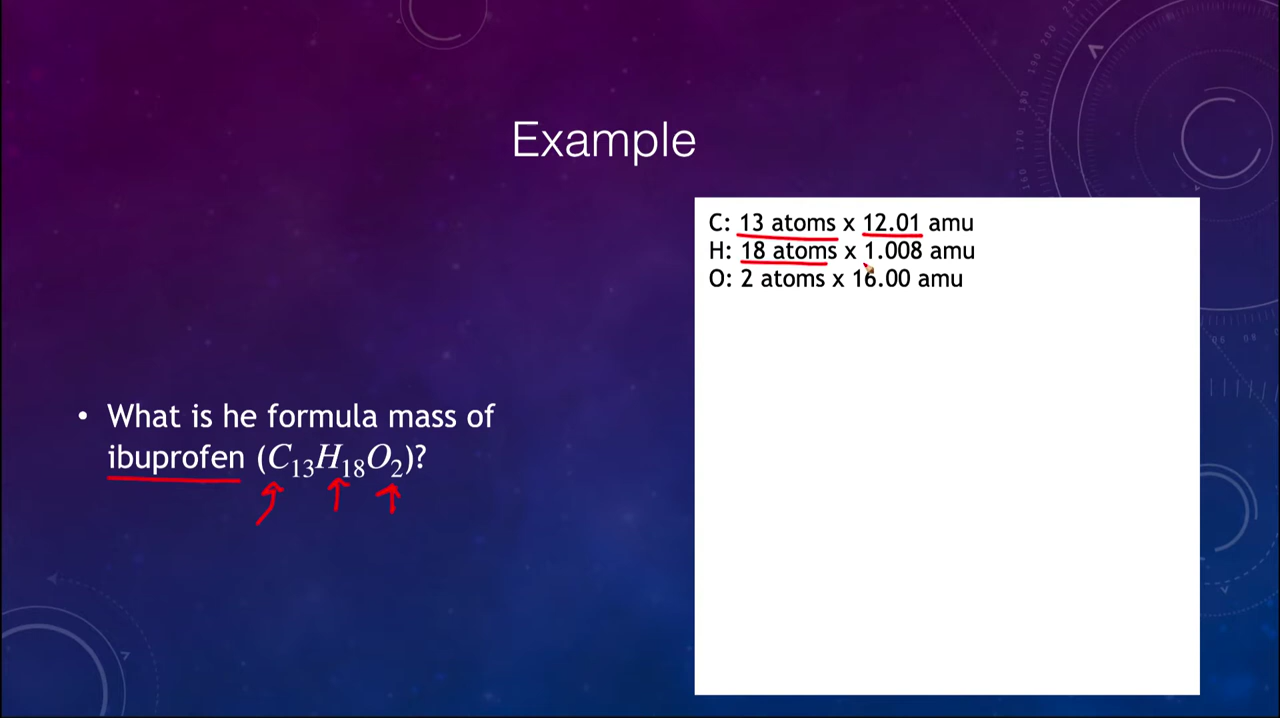 Example
C: 13 atoms x 12.01 amu
H: 18 atoms x 1.008 amu
O: 2 atoms x 16.00 amu
• What is he formula mass of
ibuprofen (C₁₃H₁₈O₂)?